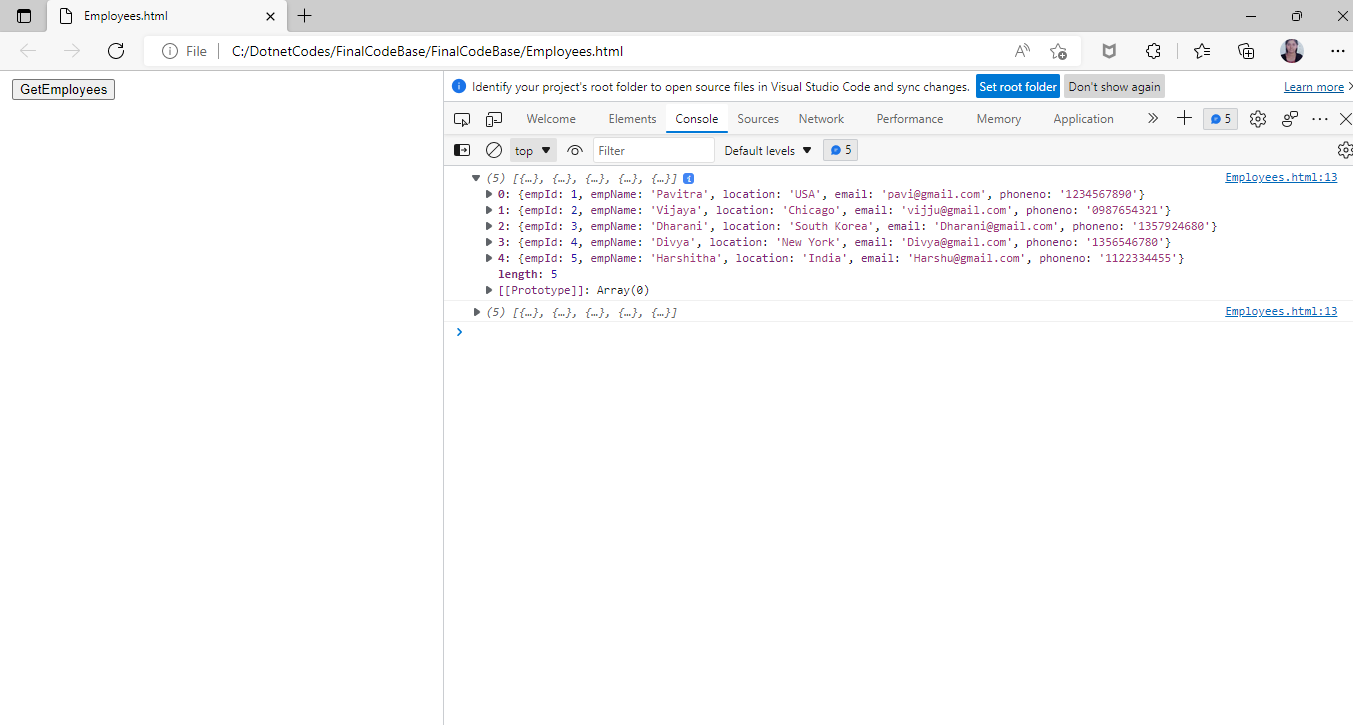 Employees.html
File C:/DotnetCodes/FinalCodeBase/FinalCodeBase/Employees.html
GetEmployees
Identify your project's root folder to open source files in Visual Studio Code and sync changes. Set root folder Don't show again Learn more
Welcome Elements Console Sources Network Performance Memory Application 5
top Filter Default levels 5
(5) [{…}, {…}, {…}, {…}, {…}] i Employees.html:13
0: {empId: 1, empName: 'Pavitra', location: 'USA', email: 'pavi@gmail.com', phoneno: '1234567890'}
1: {empId: 2, empName: 'Vijaya', location: 'Chicago', email: 'vijju@gmail.com', phoneno: '0987654321'}
2: {empId: 3, empName: 'Dharani', location: 'South Korea', email: 'Dharani@gmail.com', phoneno: '1357924680'}
3: {empId: 4, empName: 'Divya', location: 'New York', email: 'Divya@gmail.com', phoneno: '1356546780'}
4: {empId: 5, empName: 'Harshitha', location: 'India', email: 'Harshu@gmail.com', phoneno: '1122334455'}
length: 5
[[Prototype]]: Array(0)
(5) [{…}, {…}, {…}, {…}, {…}] Employees.html:13